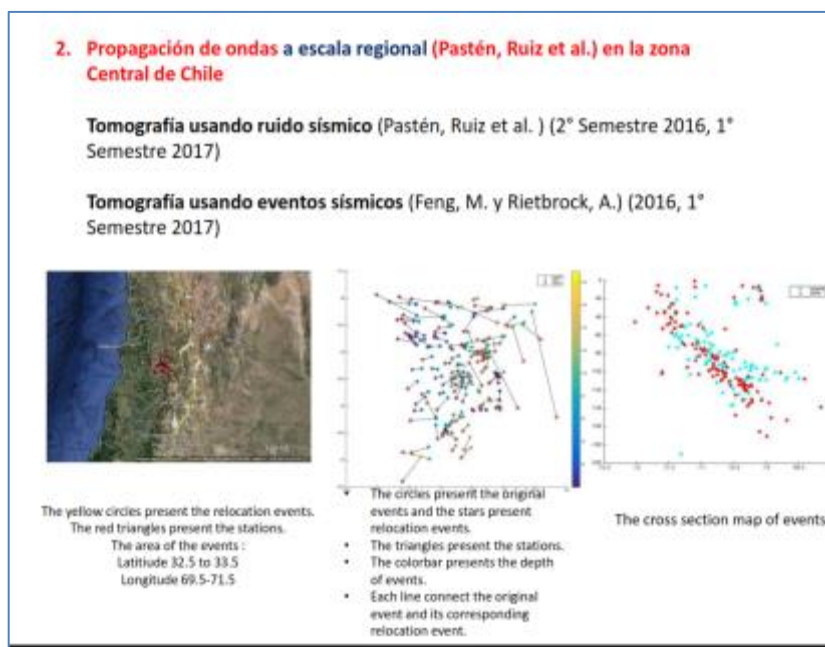 2. Propagación de ondas a escala regional (Pastén, Ruiz et al.) en la zona
Central de Chile
Tomografía usando ruido sísmico (Pastén, Ruiz et al. ) (2° Semestre 2016, 1°
Semestre 2017)
Tomografía usando eventos sísmicos (Feng, M. y Rietbrock, A.) (2016, 1°
Semestre 2017)
The yellow circles present the relocation events.
The red triangles present the stations.
The area of the events :
Latitiude 32.5 to 33.5
Longitude 69.5-71.5
• The circles present the original
events and the stars present
relocation events.
• The triangles present the stations.
• The colorbar presents the depth
of events.
• Each line connect the original
event and its corresponding
relocation event.
The cross section map of events